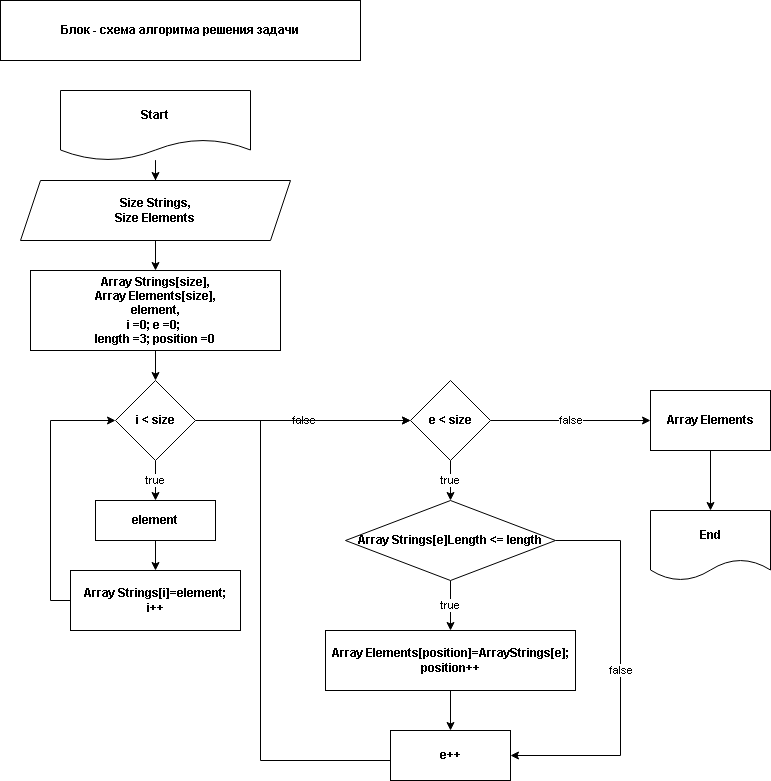 Блок - схема алгоритма решения задачи
Start
Size Strings,
Size Elements
Array Strings[size],
Array Elements[size],
element,
i =0; e =0;
length =3; position =0
i < size
false
e < size
false
Array Elements
true
true
element
Array Strings[e]Length <= length
End
Array Strings[i]=element;
i++
true
Array Elements[position]=ArrayStrings[e];
position++
false
e++